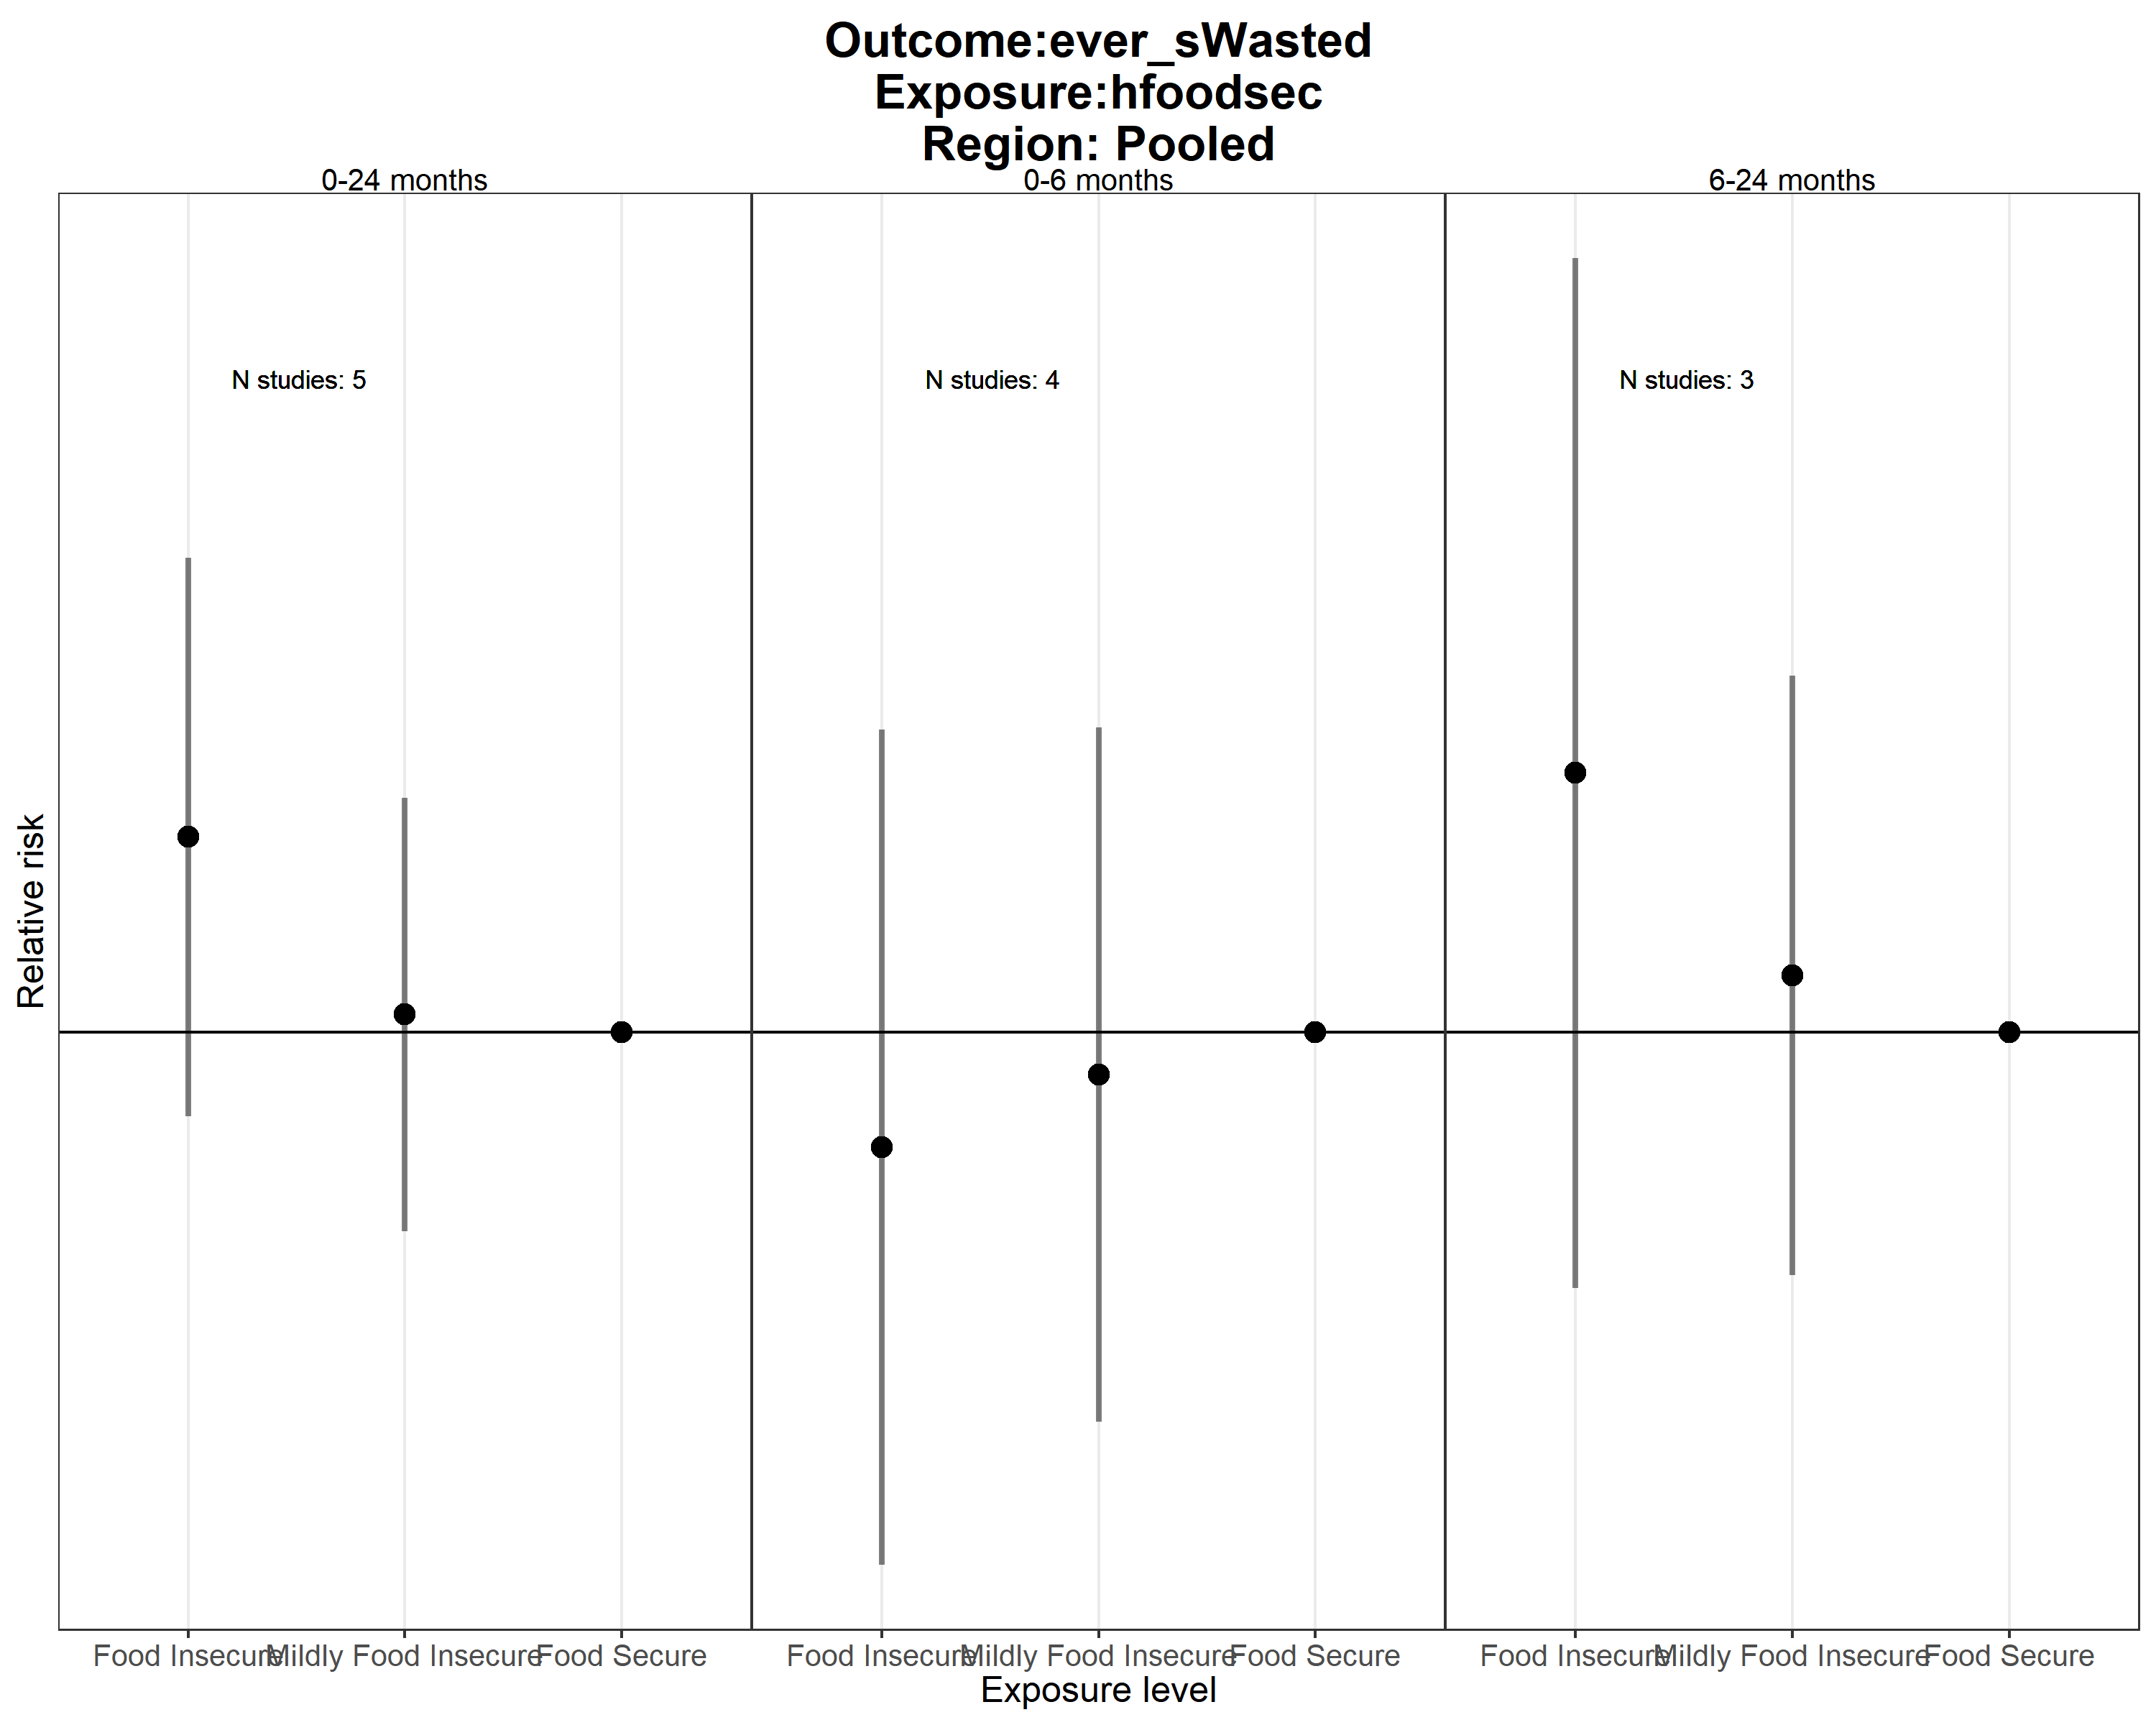 Outcome:ever_sWasted
Exposure:hfoodsec
Region: Pooled
0-24 months
0-6 months
6-24 months
N studies: 5
N studies: 4
N studies: 3
Relative risk
Food Insecure
Mildly Food Insecure
Food Secure
Food Insecure
Mildly Food Insecure
Food Secure
Food Insecure
Mildly Food Insecure
Food Secure
Exposure level